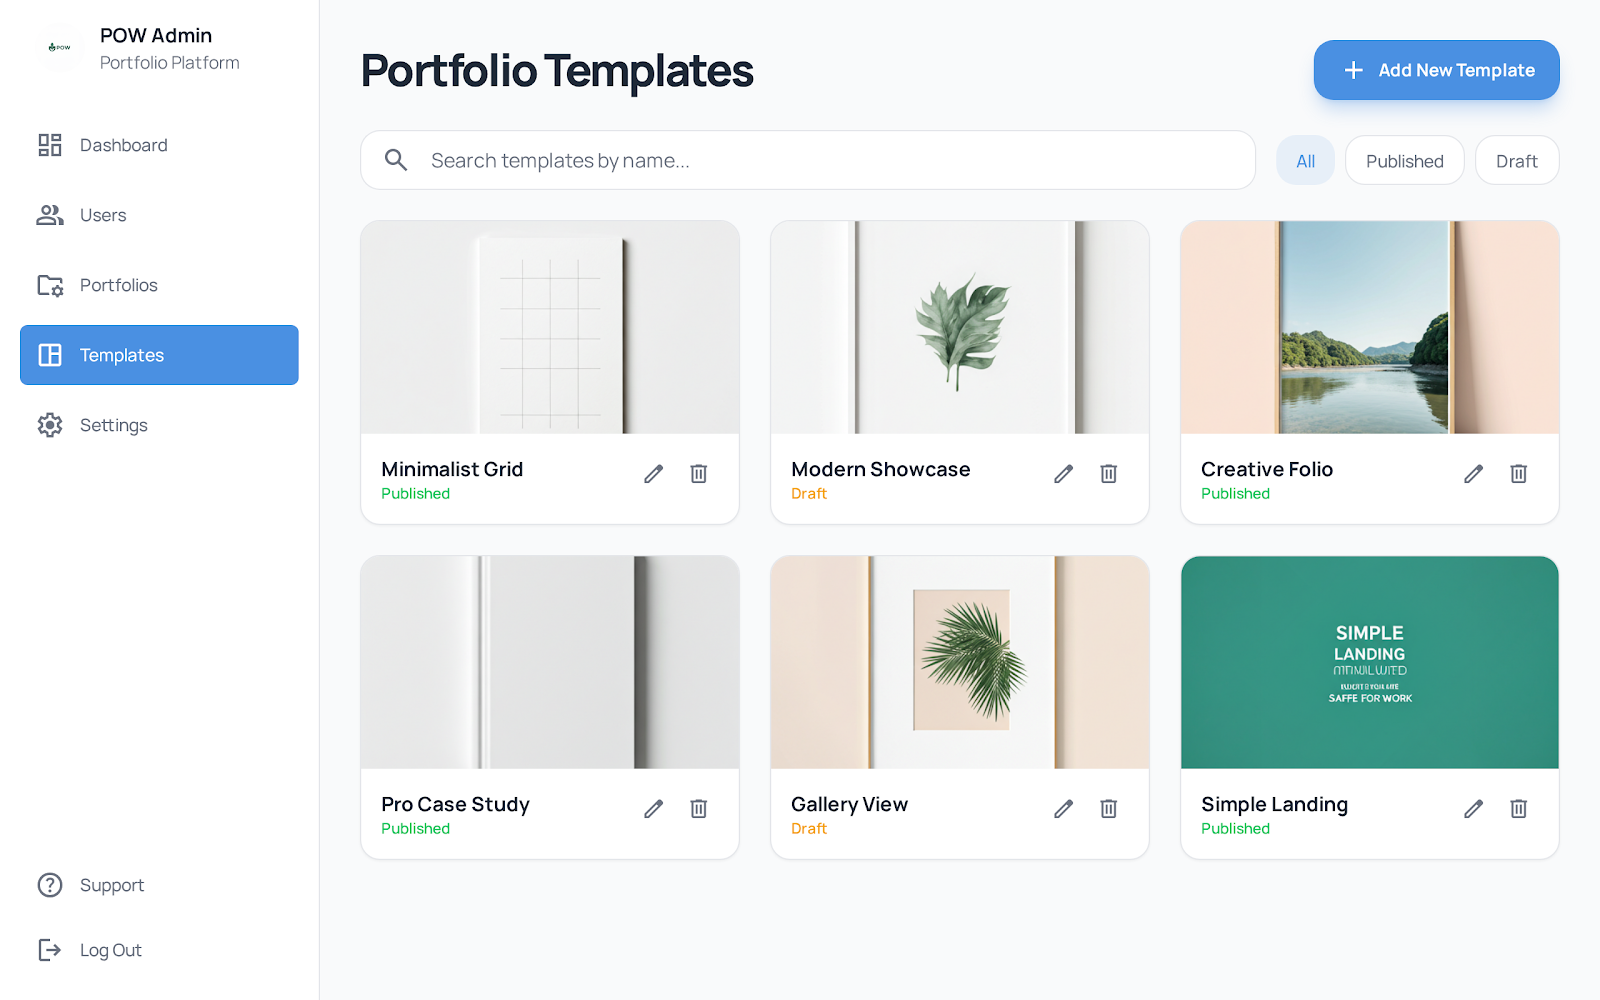 POW
POW Admin
Portfolio Platform
Dashboard
Users
Portfolios
Templates
Settings
Support
Log Out
Portfolio Templates
Add New Template
Search templates by name...
All
Published
Draft
Minimalist Grid
Published
Modern Showcase
Draft
Creative Folio
Published
Pro Case Study
Published
Gallery View
Draft
SIMPLE
LANDING
SAFFE FOR WORK
Simple Landing
Published